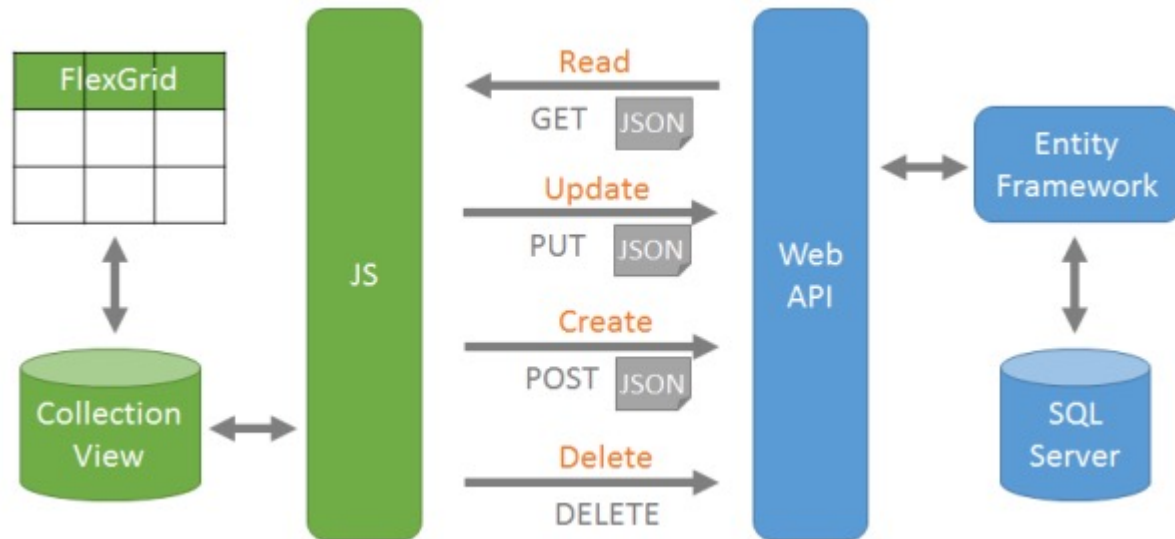 FlexGrid
Collection
View
JS
Read
GET
JSON
Update
PUT
JSON
Create
POST
JSON
Delete
DELETE
Web
API
Entity
Framework
SQL
Server